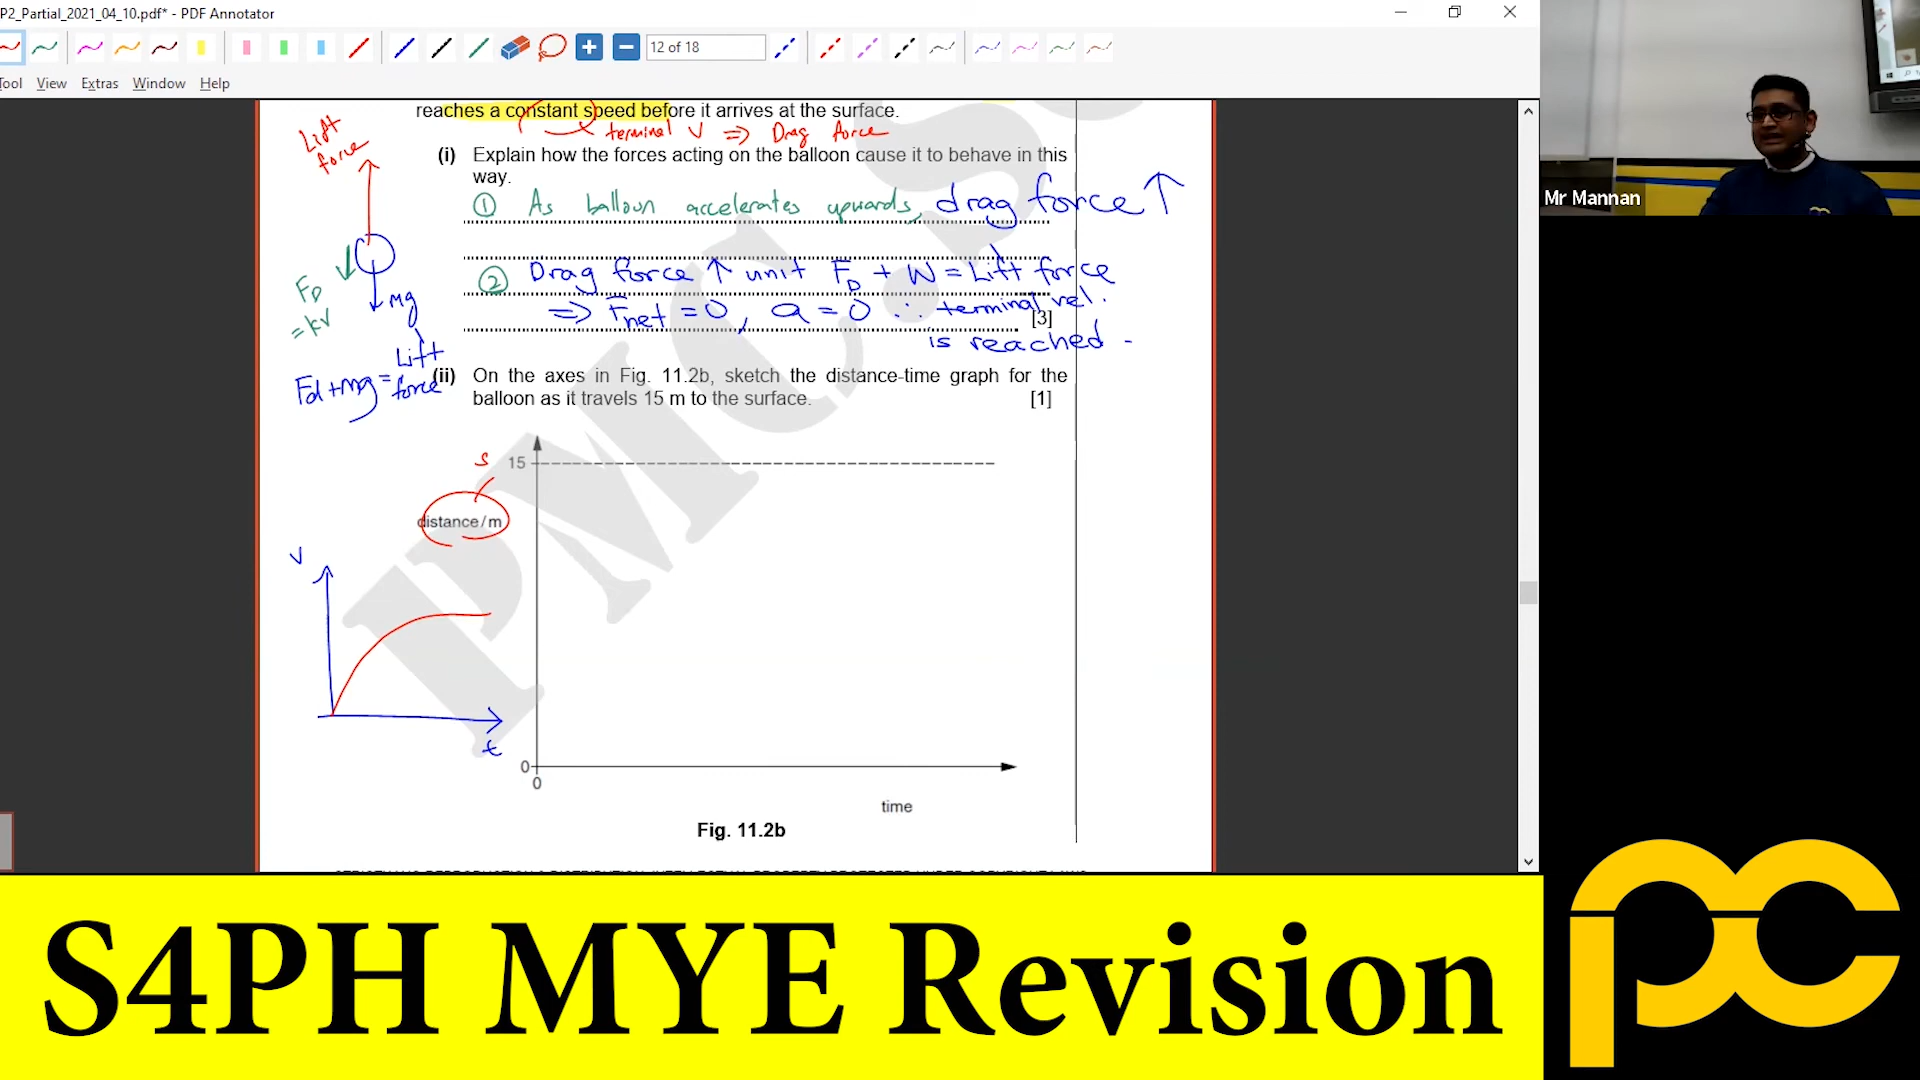 P2_Partial_2021_04_10.pdf* - PDF Annotator
12 of 18
Tool View Extras Window Help
reaches a constant speed before it arrives at the surface.
terminal v ⇒ Drag force
Lift force
(i) Explain how the forces acting on the balloon cause it to behave in this
way.
① As balloon accelerates upwards, drag force ↑
② Drag force ↑ unit F_D + W = Lift force
⇒ F_net = 0, a = 0 ∴ terminal vel.
[3]
is reached -
F_D
= kv
mg
Fd + mg = Lift force
(ii) On the axes in Fig. 11.2b, sketch the distance-time graph for the
balloon as it travels 15 m to the surface. [1]
s
15
distance/m
v
t
0
0
time
Fig. 11.2b
PMC.
Mr Mannan
S4PH MYE Revision
pc